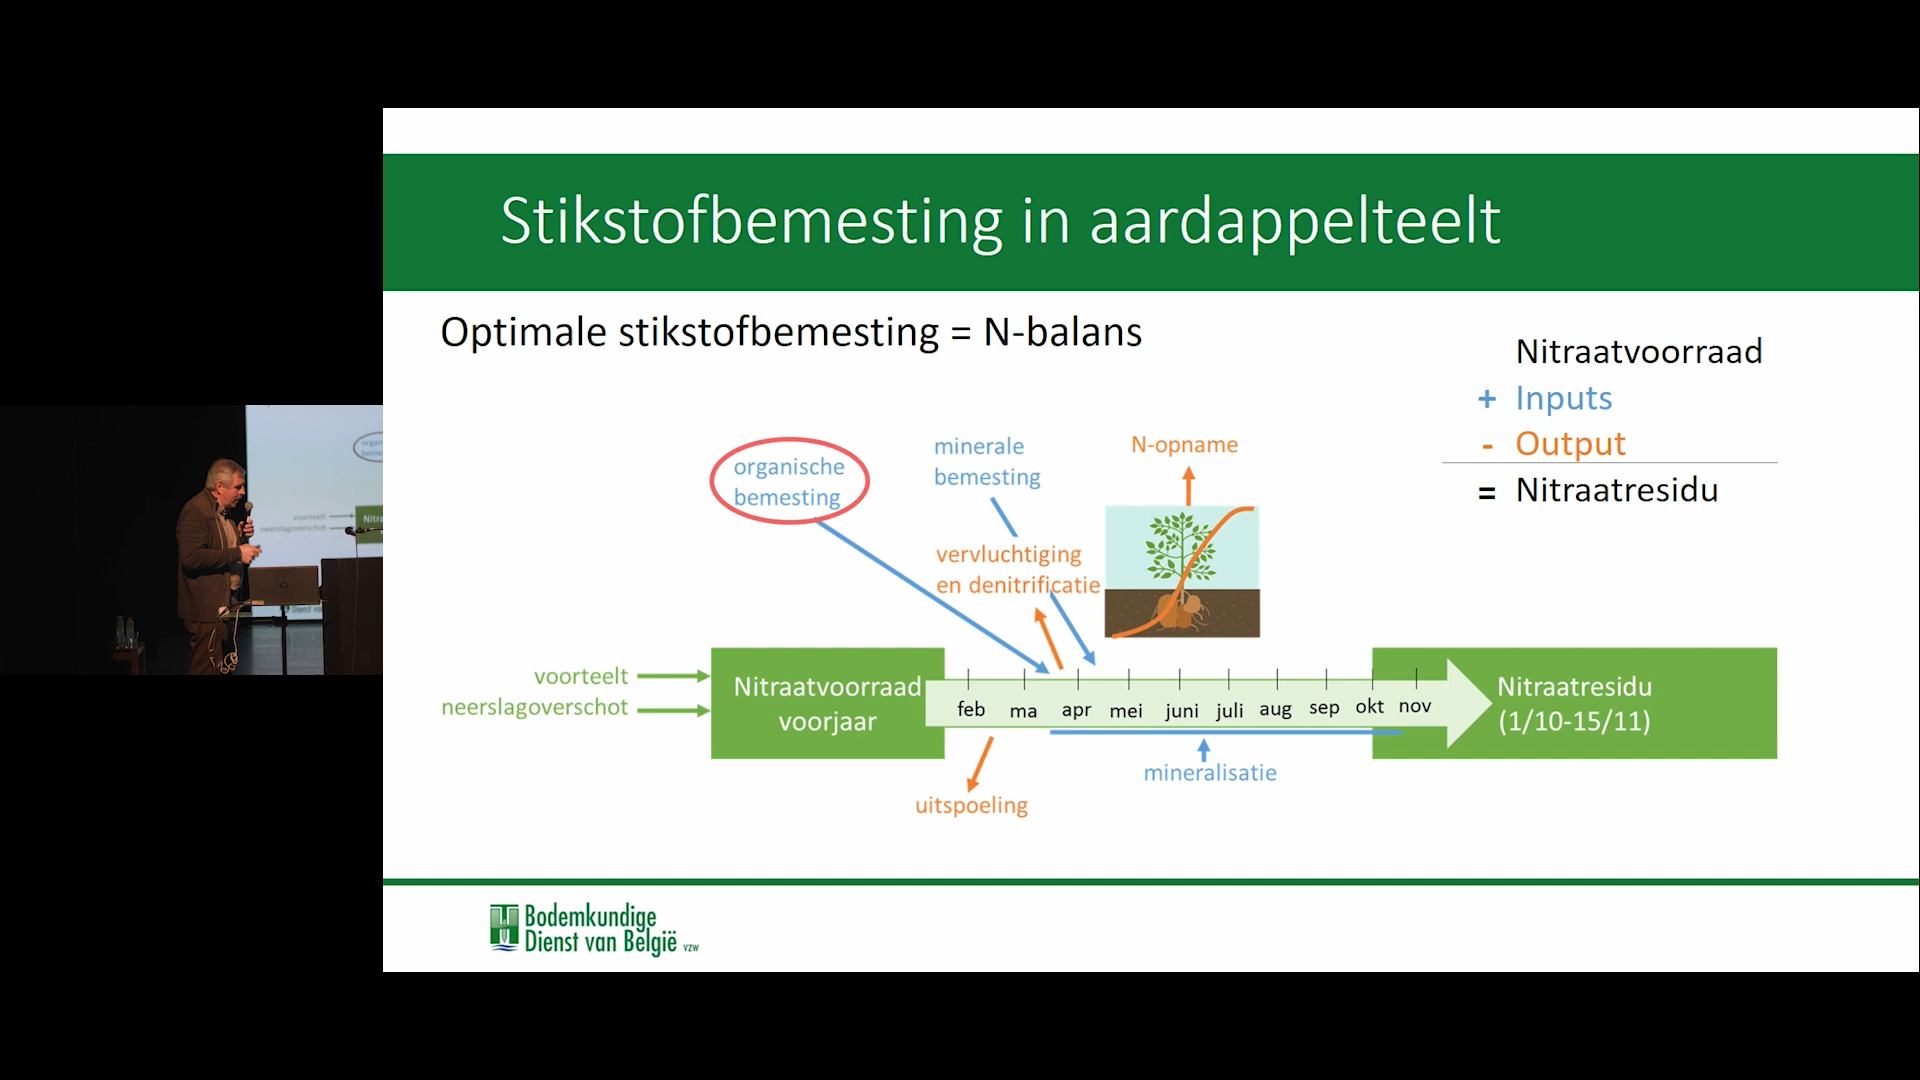 Stikstofbemesting in aardappelteelt
Optimale stikstofbemesting = N-balans
Nitraatvoorraad
+ Inputs
- Output
= Nitraatresidu
organische
bemesting
minerale
bemesting
N-opname
vervluchtiging
en denitrificatie
voorteelt
neerslagoverschot
Nitraatvoorraad
voorjaar
feb ma apr mei juni juli aug sep okt nov
Nitraatresidu
(1/10-15/11)
mineralisatie
uitspoeling
Bodemkundige
Dienst van België vzw
voorteelt
neerslagoverschot